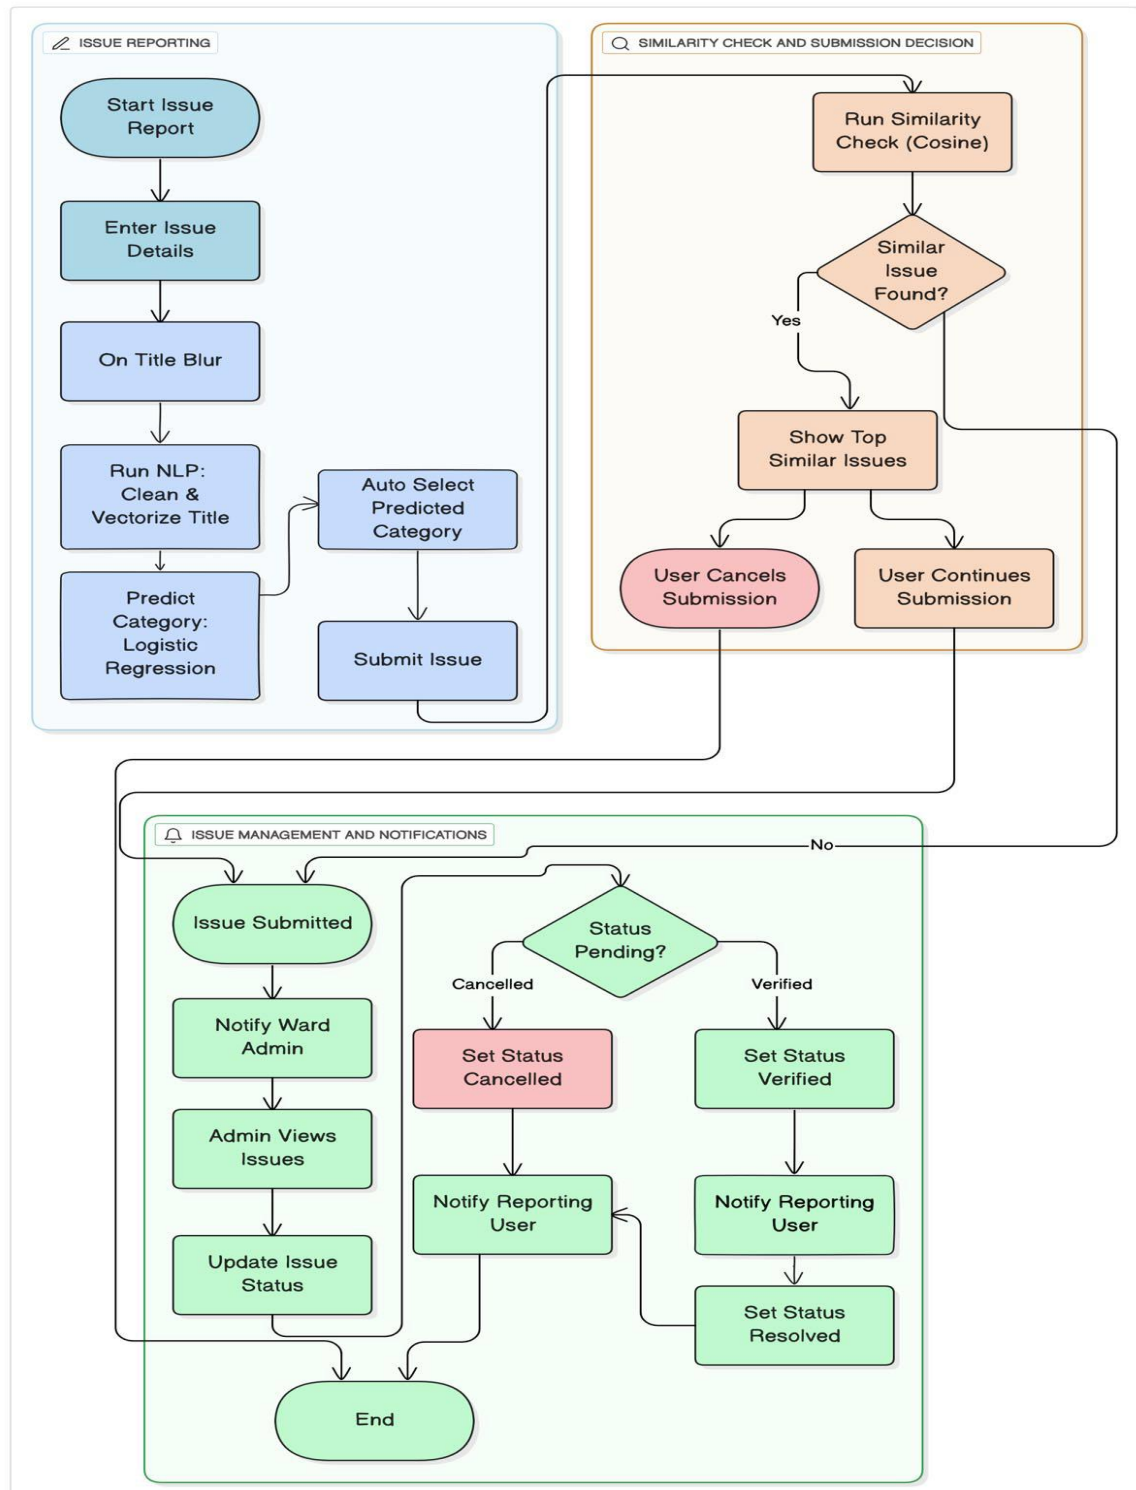 ISSUE REPORTING
Start Issue
Report
Enter Issue
Details
On Title Blur
Run NLP:
Clean &
Vectorize Title
Predict
Category:
Logistic
Regression
Auto Select
Predicted
Category
Submit Issue
SIMILARITY CHECK AND SUBMISSION DECISION
Run Similarity
Check (Cosine)
Similar
Issue
Found?
Yes
Show Top
Similar Issues
User Cancels
Submission
User Continues
Submission
No
ISSUE MANAGEMENT AND NOTIFICATIONS
Issue Submitted
Notify Ward
Admin
Admin Views
Issues
Update Issue
Status
Status
Pending?
Cancelled
Verified
Set Status
Cancelled
Set Status
Verified
Notify Reporting
User
Notify Reporting
User
Set Status
Resolved
End